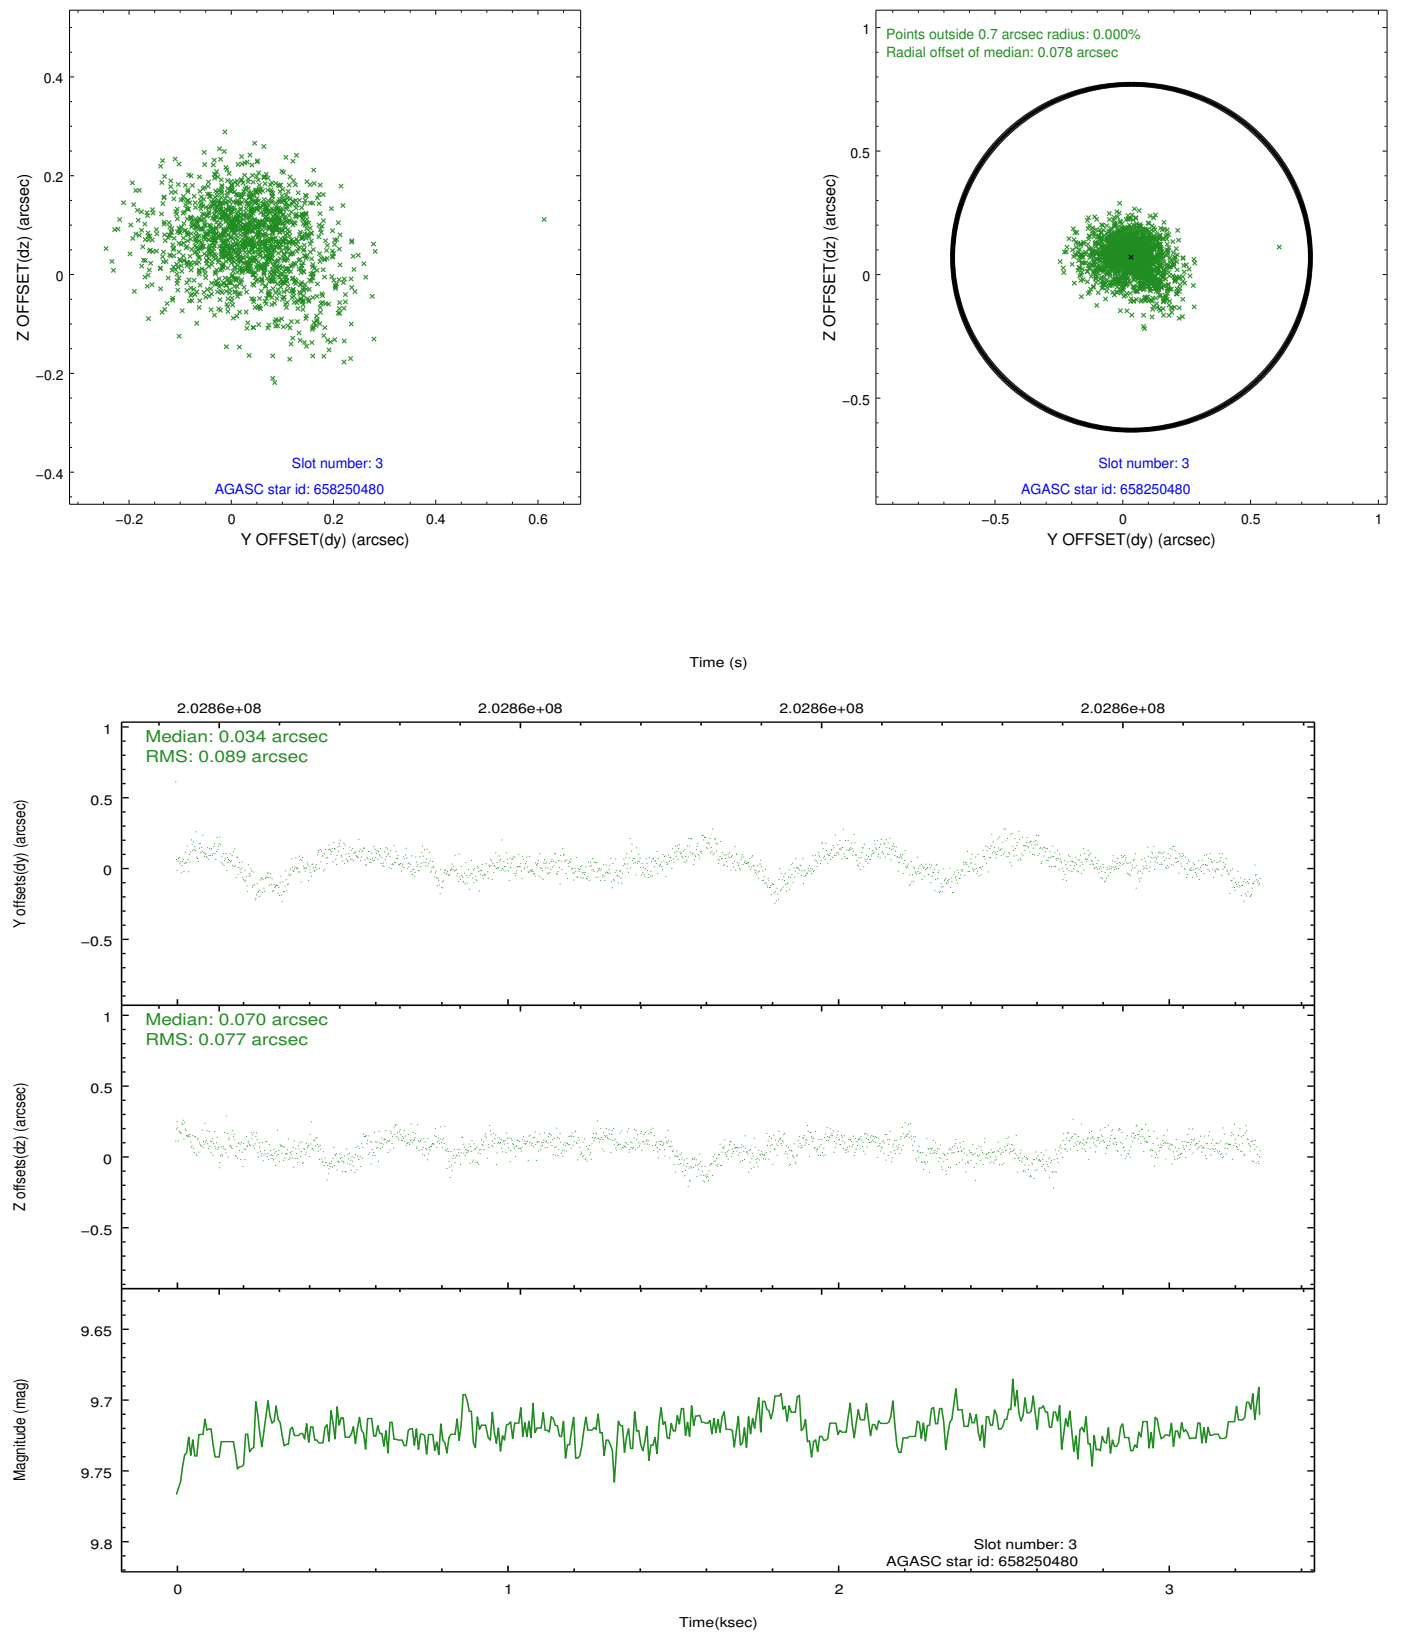 0.4
0.2
0
−0.2
−0.4
Z OFFSET(dz) (arcsec)
Slot number: 3
AGASC star id: 658250480
−0.2 0 0.2 0.4 0.6
Y OFFSET(dy) (arcsec)
Points outside 0.7 arcsec radius: 0.000%
Radial offset of median: 0.078 arcsec
1
0.5
0
−0.5
Z OFFSET(dz) (arcsec)
Slot number: 3
AGASC star id: 658250480
−0.5 0 0.5 1
Y OFFSET(dy) (arcsec)
Time (s)
2.0286e+08 2.0286e+08 2.0286e+08 2.0286e+08
Median: 0.034 arcsec
RMS: 0.089 arcsec
1
0.5
0
−0.5
Y offsets(dy) (arcsec)
Median: 0.070 arcsec
RMS: 0.077 arcsec
1
0.5
0
−0.5
Z offsets(dz) (arcsec)
9.65
9.7
9.75
9.8
Magnitude (mag)
Slot number: 3
AGASC star id: 658250480
0 1 2 3
Time(ksec)